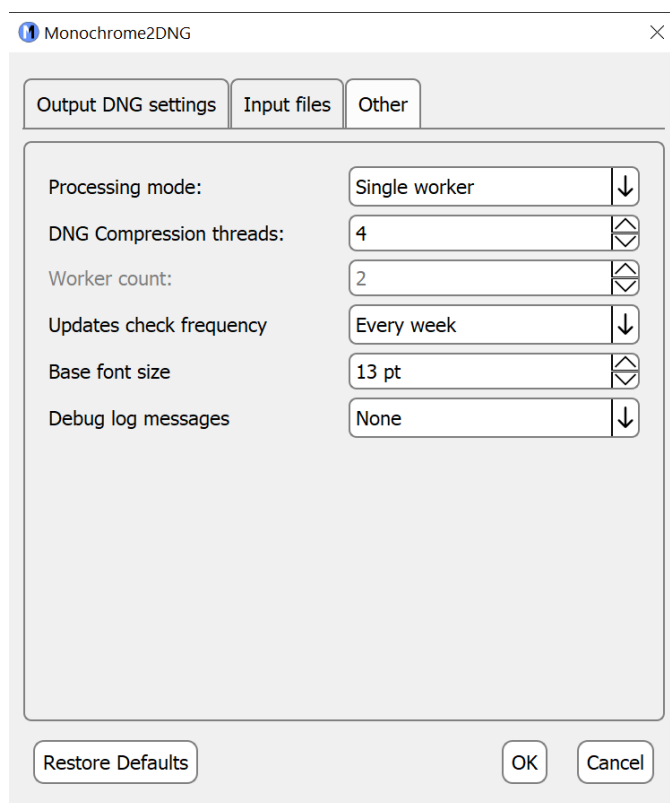 Monochrome2DNG
Output DNG settings Input files Other
Processing mode: Single worker
DNG Compression threads: 4
Worker count: 2
Updates check frequency Every week
Base font size 13 pt
Debug log messages None
Restore Defaults OK Cancel